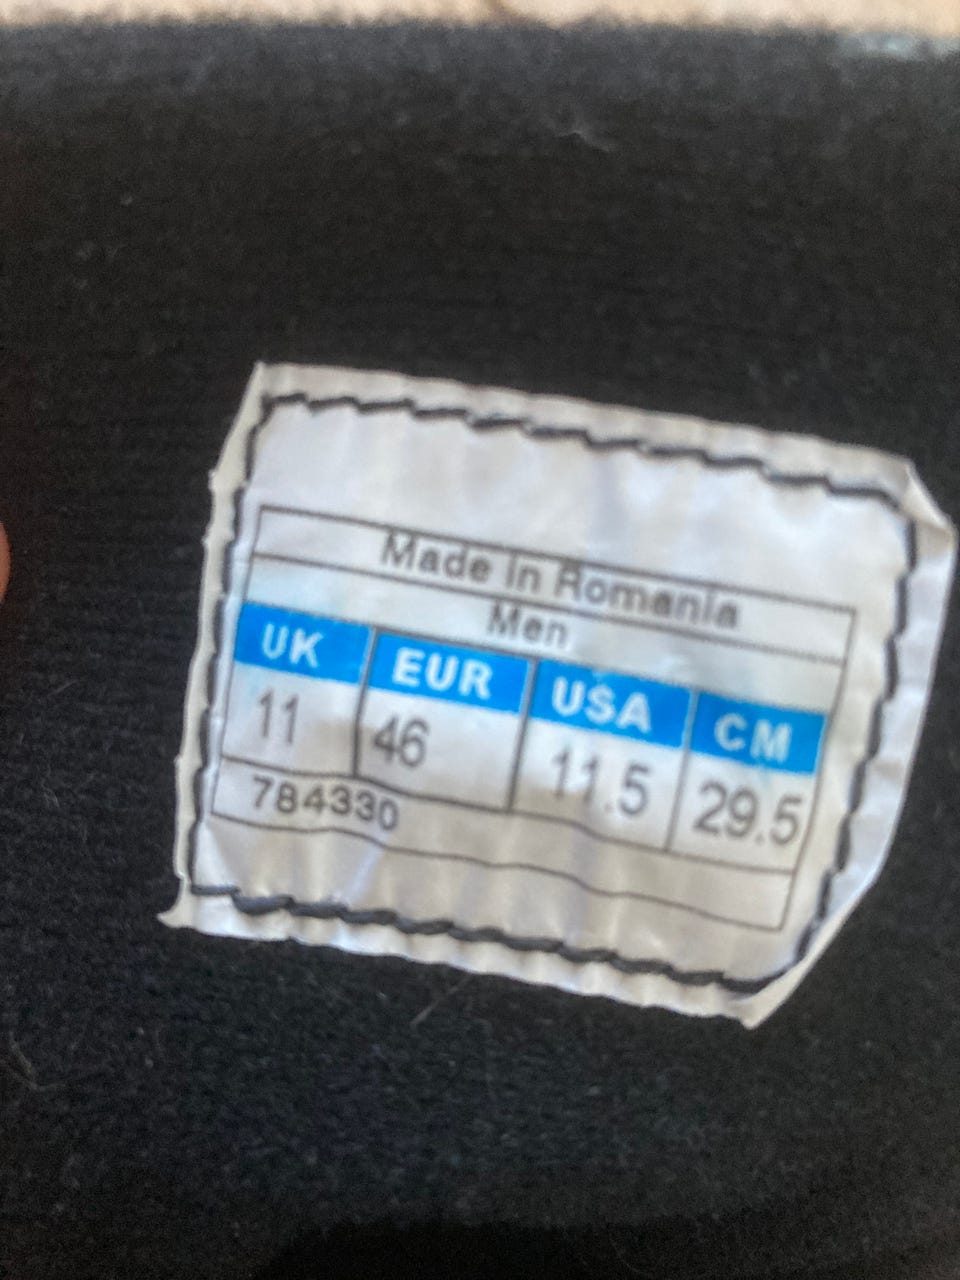 Made in Romania
Men
UK EUR USA CM
11 46 11.5 29.5
784330